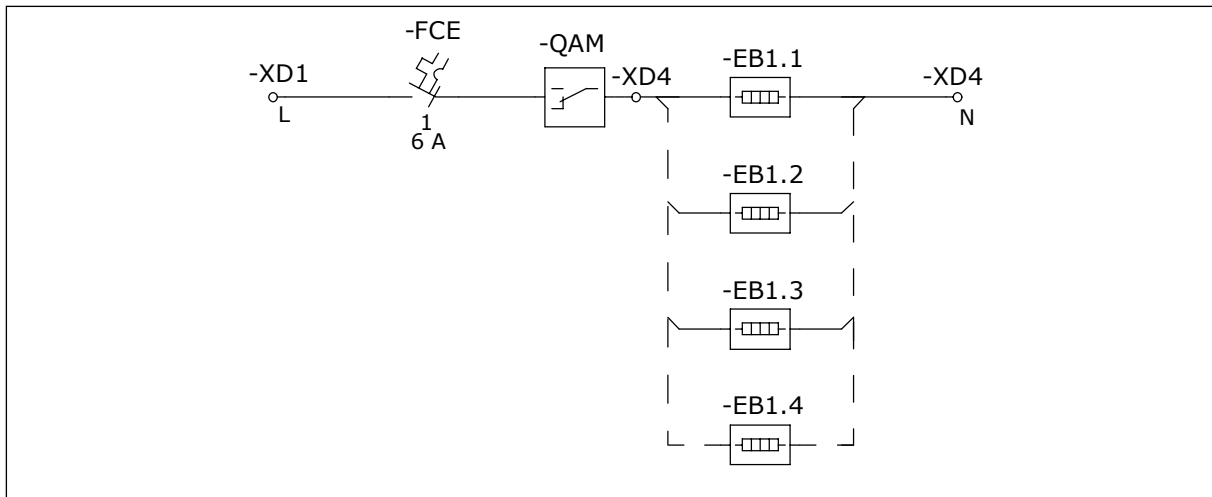 -FCE
-QAM
-XD1
-XD4
-EB1.1
-XD4
L
N
1
6 A
-EB1.2
-EB1.3
-EB1.4